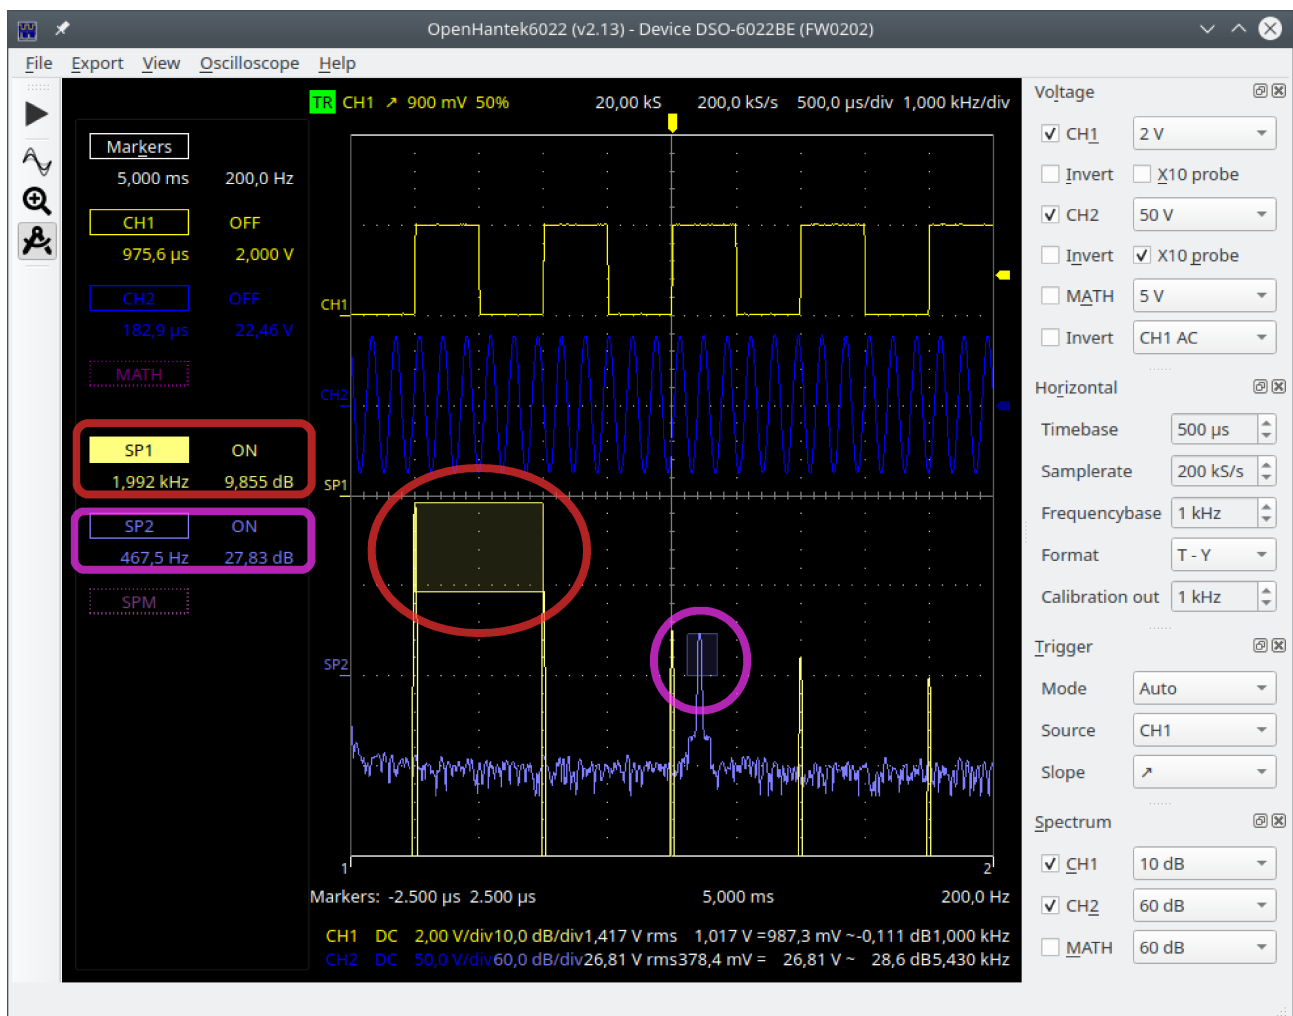 OpenHantek6022 (v2.13) - Device DSO-6022BE (FW0202)
File Export View Oscilloscope Help
TR CH1 ↗ 900 mV 50% 20,00 kS 200,0 kS/s 500,0 µs/div 1,000 kHz/div
Markers
5,000 ms 200,0 Hz
CH1 OFF
975,6 µs 2,000 V
CH2 OFF
182,9 µs 22,46 V
MATH
SP1 ON
1,992 kHz 9,855 dB
SP2 ON
467,5 Hz 27,83 dB
SPM
CH1
CH2
SP1
SP2
1 2
Markers: -2.500 µs 2.500 µs 5,000 ms 200,0 Hz
CH1 DC 2,00 V/div 10,0 dB/div 1,417 V rms 1,017 V = 987,3 mV ~ -0,111 dB 1,000 kHz
CH2 DC 50,0 V/div 60,0 dB/div 26,81 V rms 378,4 mV = 26,81 V ~ 28,6 dB 5,430 kHz
Voltage
CH1 2 V
Invert X10 probe
CH2 50 V
Invert X10 probe
MATH 5 V
Invert CH1 AC
Horizontal
Timebase 500 µs
Samplerate 200 kS/s
Frequencybase 1 kHz
Format T - Y
Calibration out 1 kHz
Trigger
Mode Auto
Source CH1
Slope ↗
Spectrum
CH1 10 dB
CH2 60 dB
MATH 60 dB